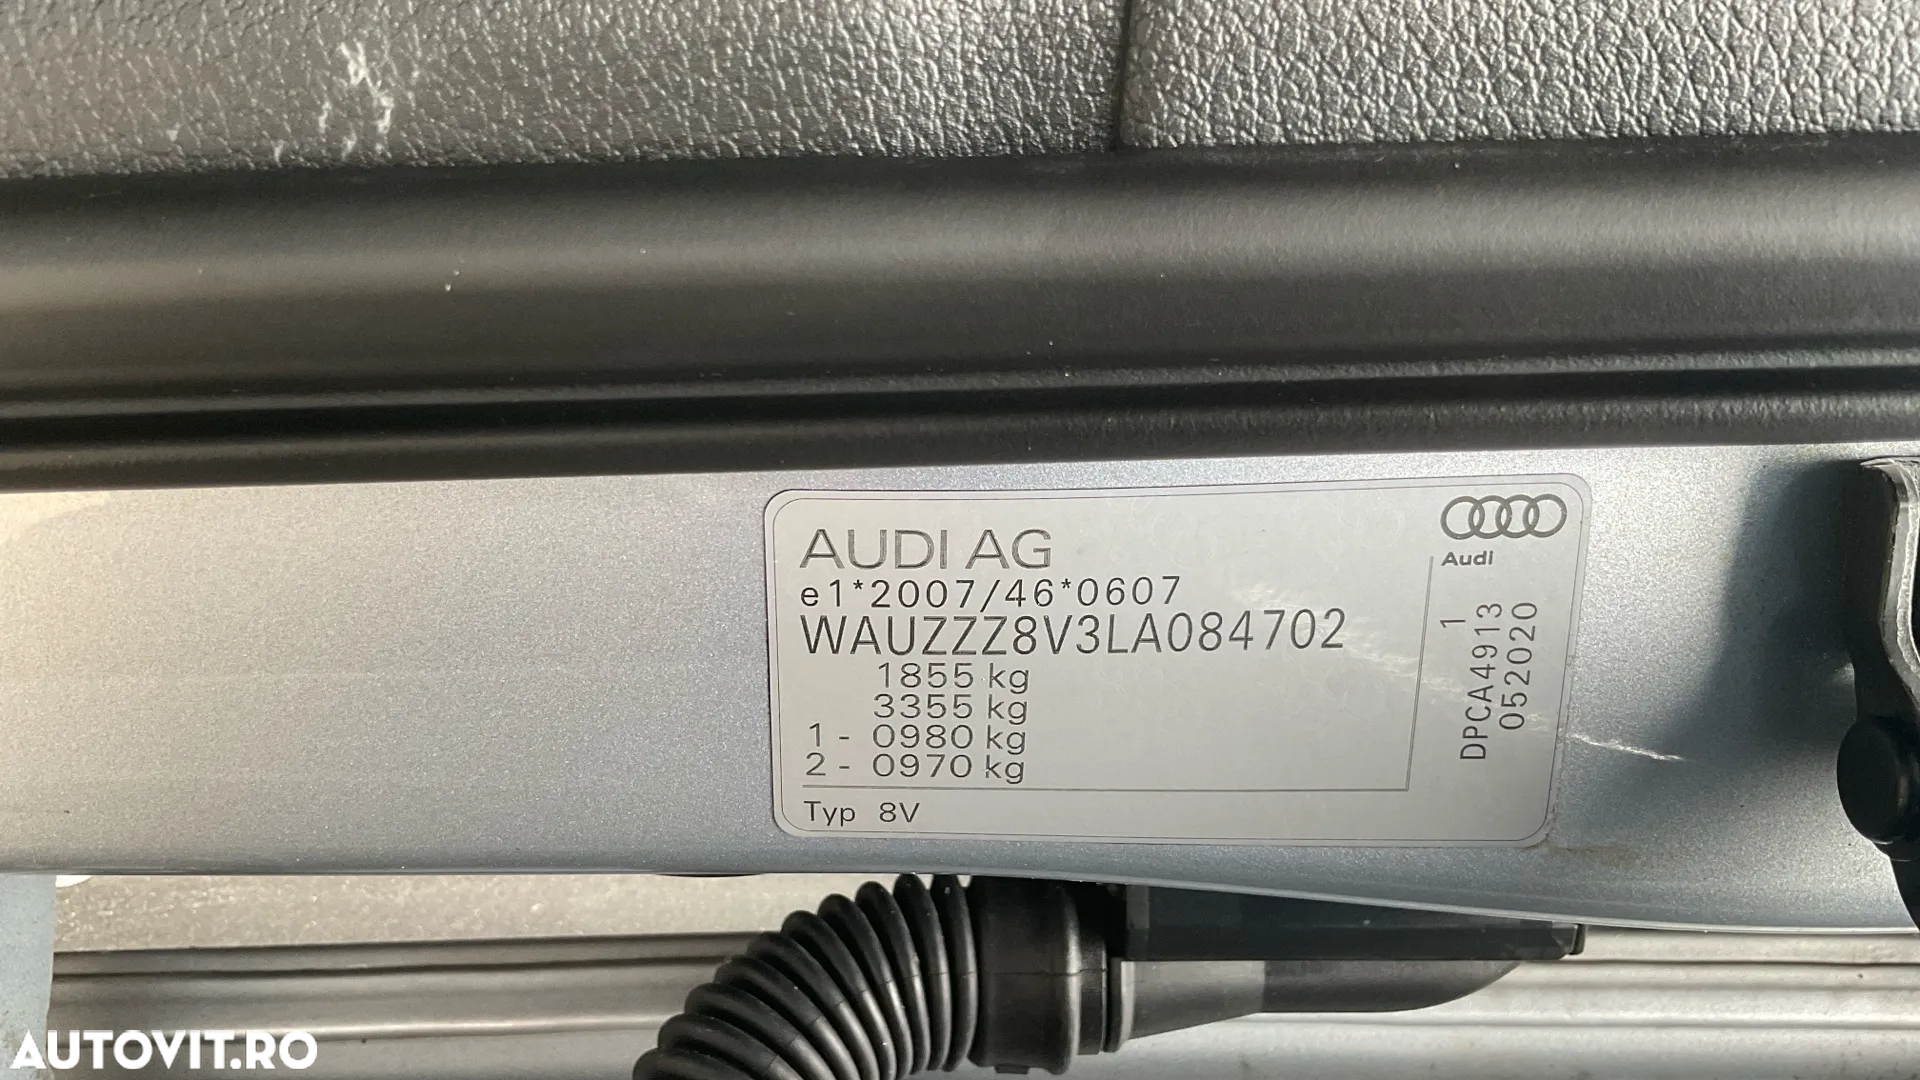 AUDI AG
Audi
e1*2007/46*0607
WAUZZZ8V3LA084702
1855 kg
3355 kg
1 - 0980 kg
2 - 0970 kg
Typ 8V
1
DPCA4913
052020
AUTOVIT.RO